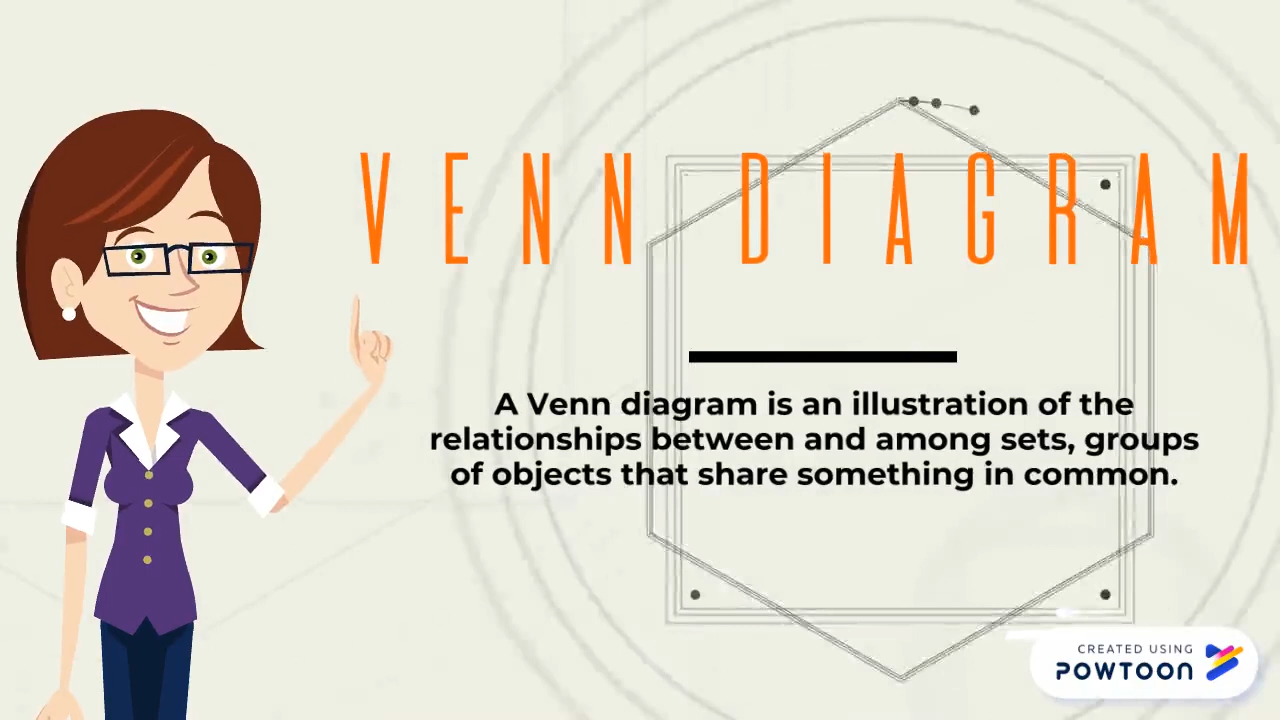 VENN DIAGRAM
A Venn diagram is an illustration of the
relationships between and among sets, groups
of objects that share something in common.
CREATED USING
POWTOON